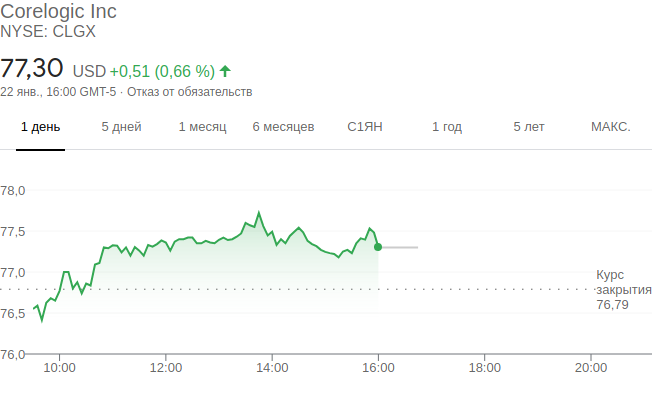 Corelogic Inc
NYSE: CLGX
77,30 USD +0,51 (0,66 %)
22 янв., 16:00 GMT-5 · Отказ от обязательств
1 день 5 дней 1 месяц 6 месяцев С1ЯН 1 год 5 лет МАКС.
78,0
77,5
77,0
76,5
76,0
Курс
закрытия
76,79
10:00 12:00 14:00 16:00 18:00 20:00